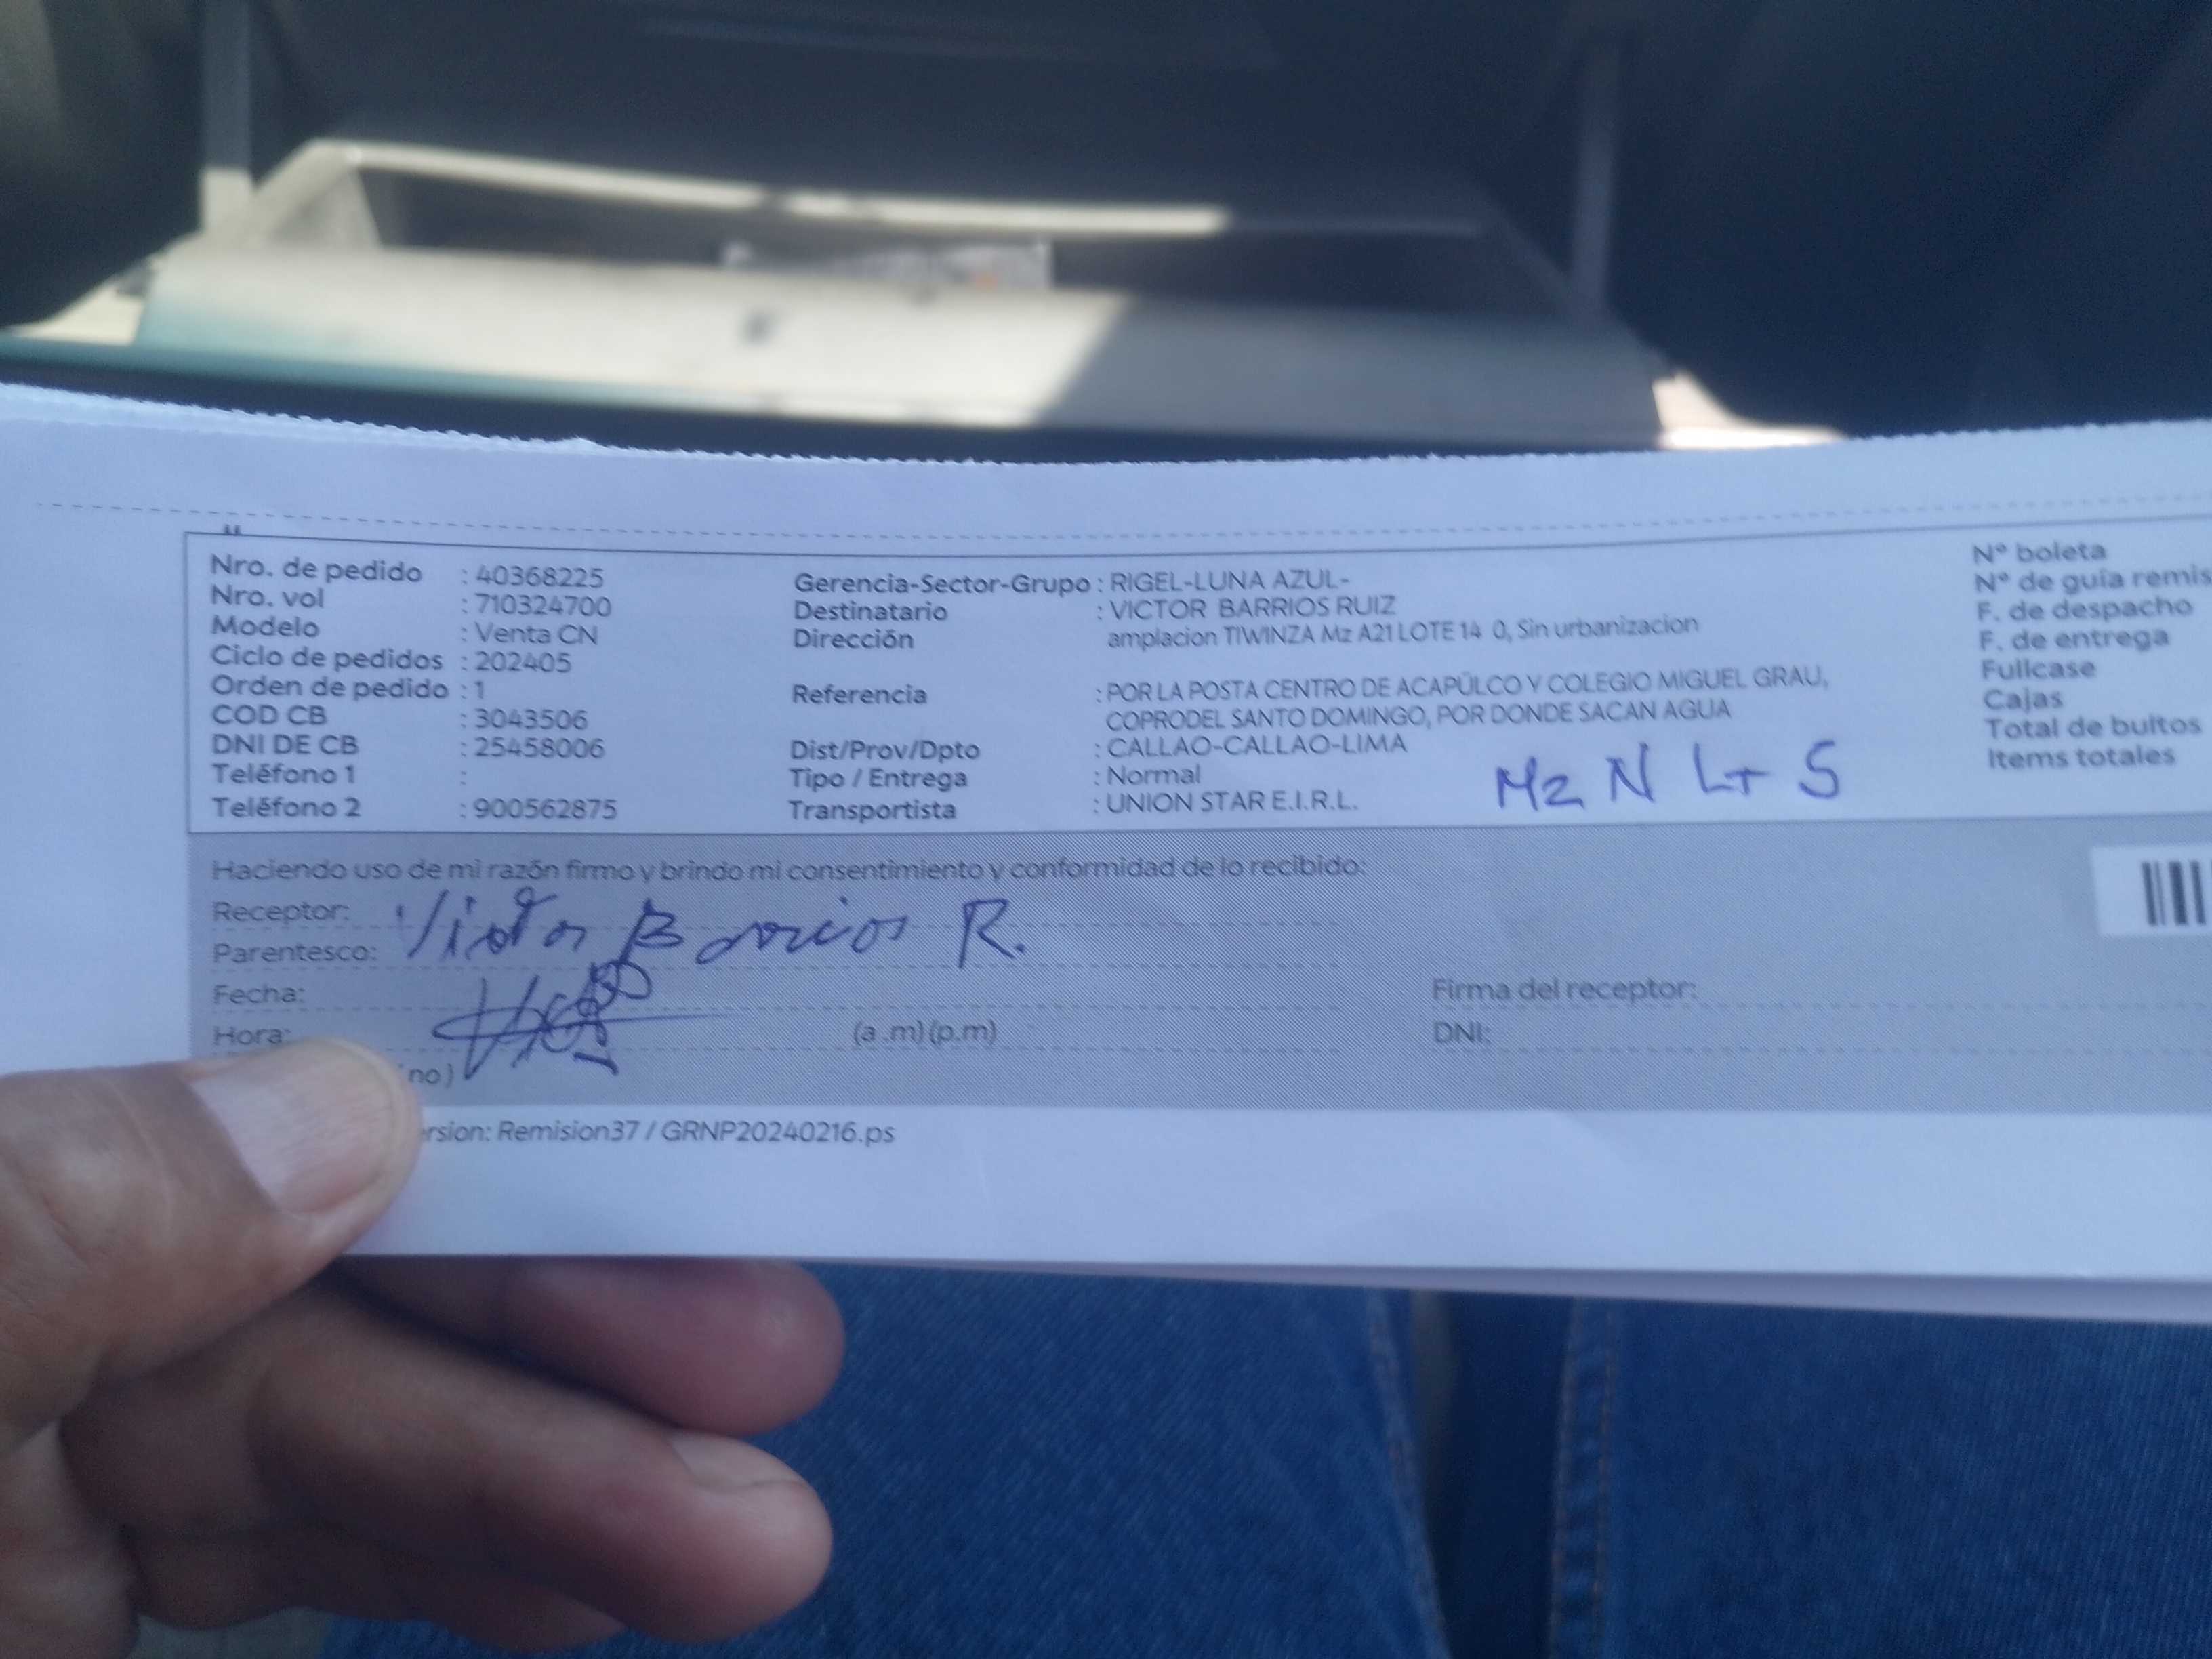 Nro. de pedido : 40368225
Nro. vol : 710324700
Modelo : Venta CN
Ciclo de pedidos : 202405
Orden de pedido : 1
COD CB : 3043506
DNI DE CB : 25458006
Teléfono 1 :
Teléfono 2 : 900562875
Gerencia-Sector-Grupo : RIGEL-LUNA AZUL-
Destinatario : VICTOR BARRIOS RUIZ
Dirección amplacion TIWINZA Mz A21 LOTE 14 0, Sin urbanizacion
Referencia : POR LA POSTA CENTRO DE ACAPÚLCO Y COLEGIO MIGUEL GRAU,
COPRODEL SANTO DOMINGO, POR DONDE SACAN AGUA
Dist/Prov/Dpto : CALLAO-CALLAO-LIMA
Tipo / Entrega : Normal
Transportista : UNION STAR E.I.R.L.
Mz N Lt 5
Nº boleta
Nº de guía remis
F. de despacho
F. de entrega
Fullcase
Cajas
Total de bultos
Items totales
Haciendo uso de mi razón firmo y brindo mi consentimiento y conformidad de lo recibido:
Receptor: Victor Barrios R.
Parentesco:
Fecha:
Hora: (a .m) (p.m)
no )
Firma del receptor:
DNI:
rsion: Remision37 / GRNP20240216.ps